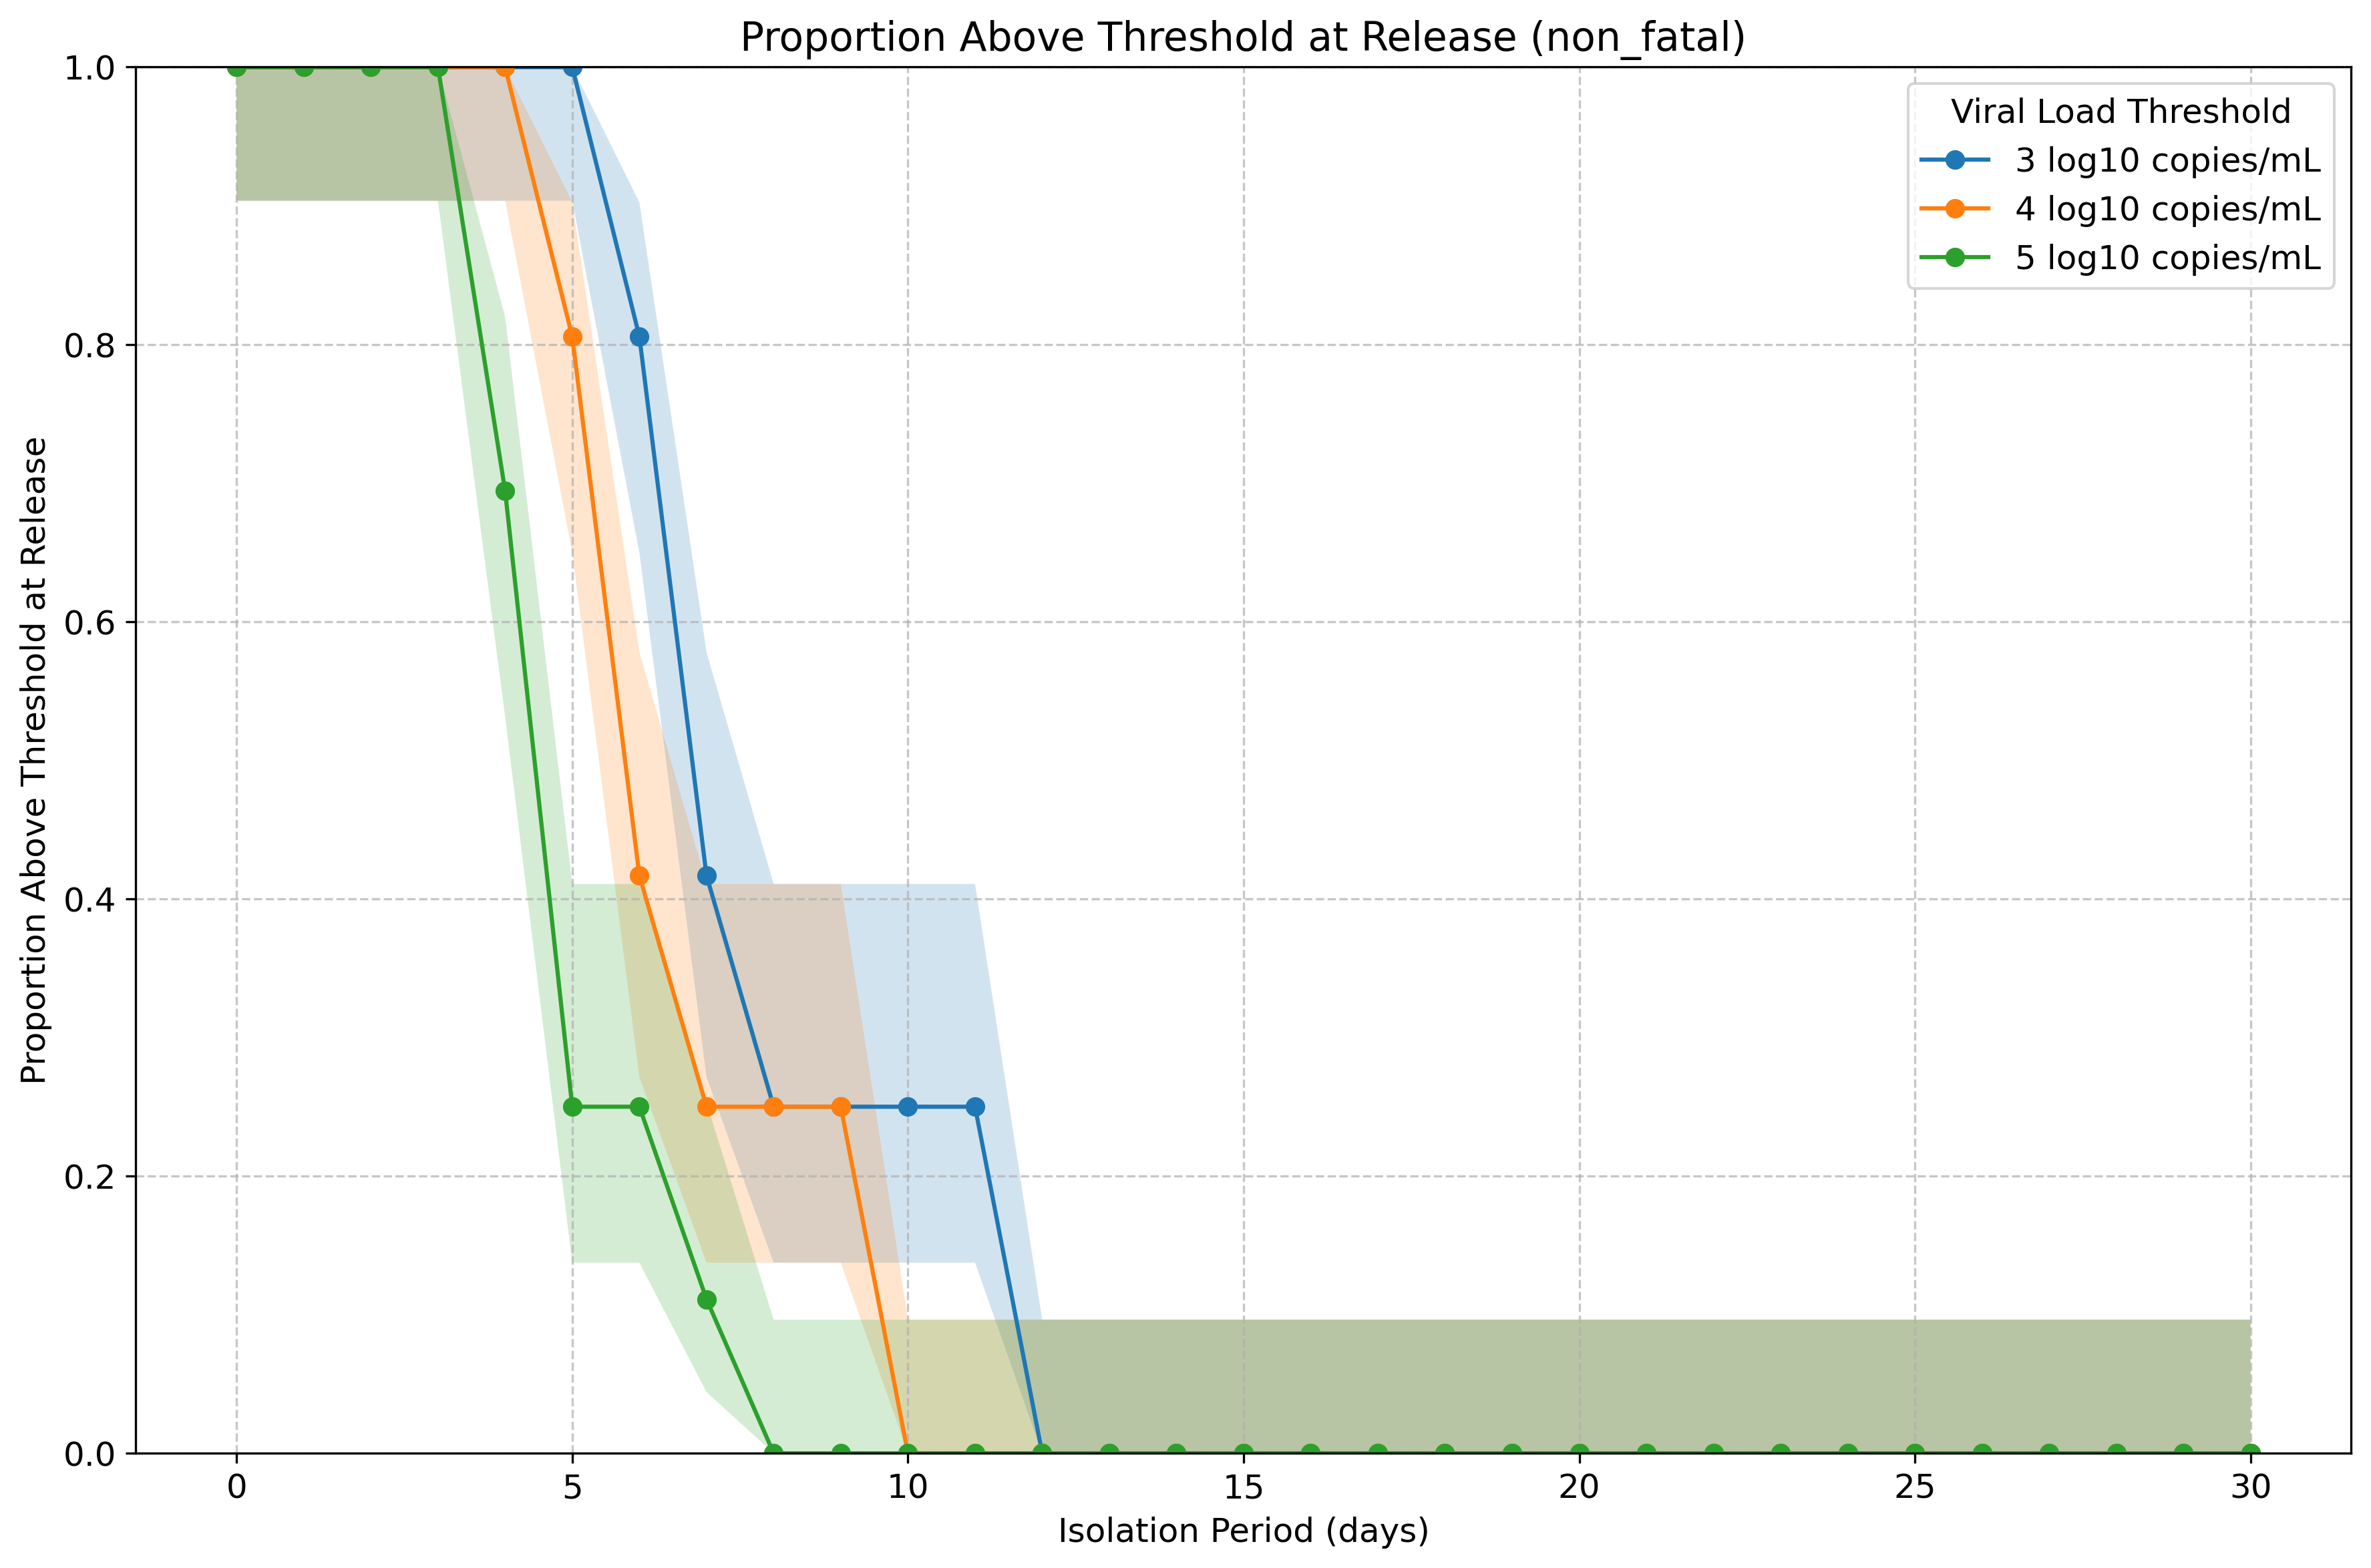 Proportion Above Threshold at Release (non_fatal)
1.0
0.8
0.6
0.4
0.2
0.0
Proportion Above Threshold at Release
Viral Load Threshold
3 log10 copies/mL
4 log10 copies/mL
5 log10 copies/mL
0 5 10 15 20 25 30
Isolation Period (days)